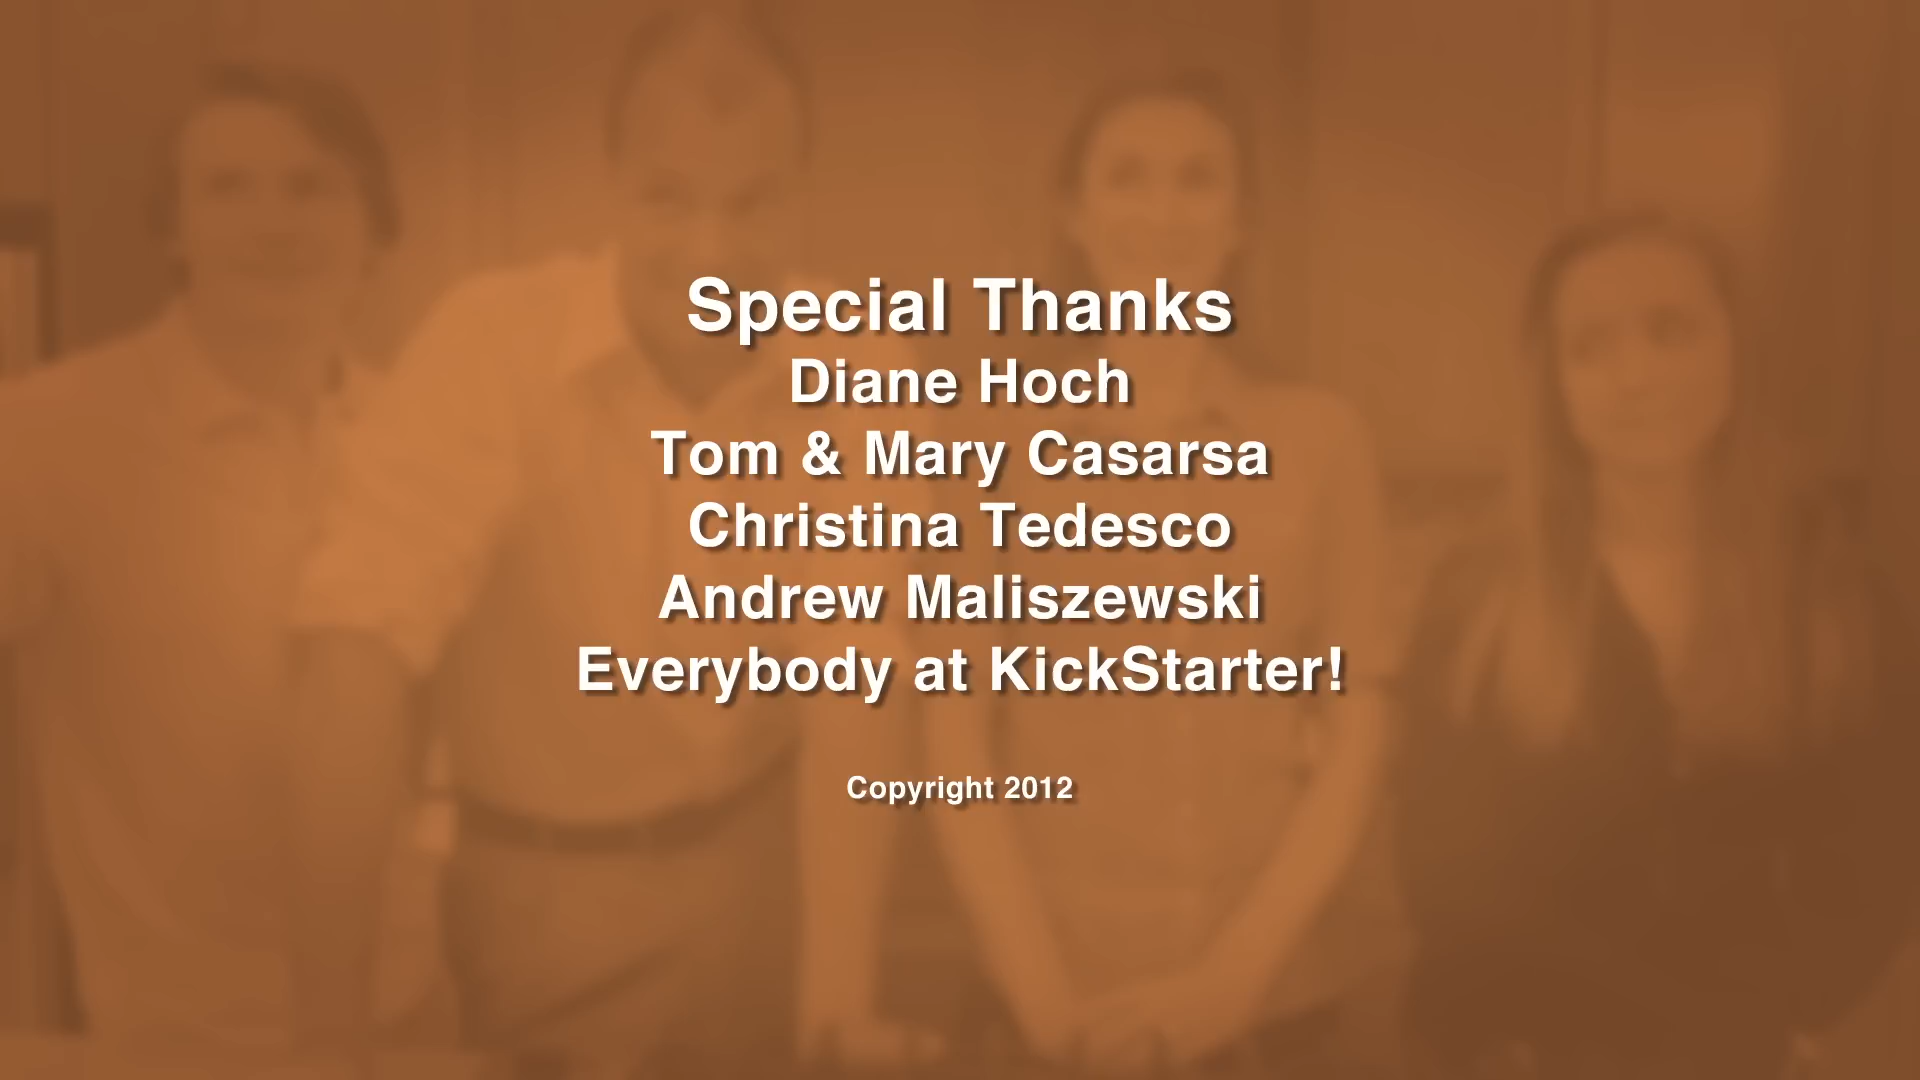 Special Thanks
Diane Hoch
Tom & Mary Casarsa
Christina Tedesco
Andrew Maliszewski
Everybody at KickStarter!
Copyright 2012